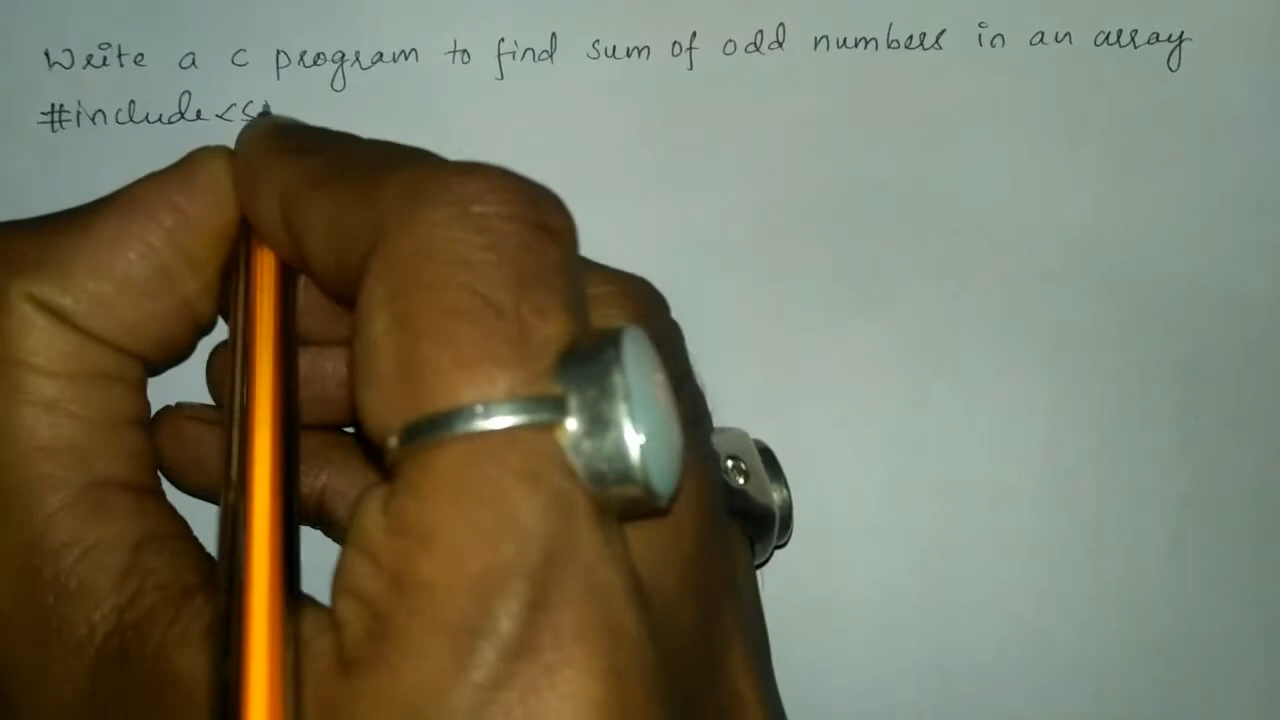 Write a c program to find sum of odd numbers in an array
#include<s